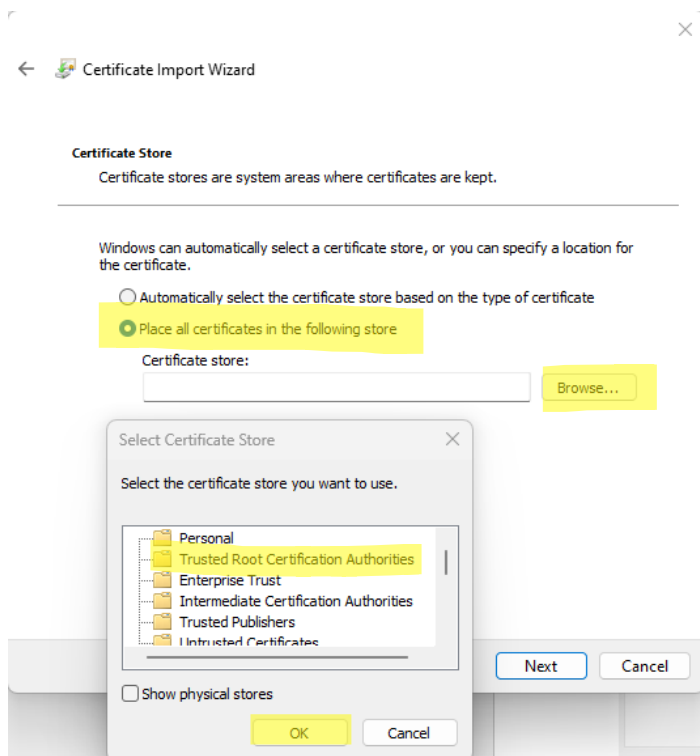 Certificate Import Wizard
Certificate Store
Certificate stores are system areas where certificates are kept.
Windows can automatically select a certificate store, or you can specify a location for
the certificate.
Automatically select the certificate store based on the type of certificate
Place all certificates in the following store
Certificate store:
Browse...
Select Certificate Store
Select the certificate store you want to use.
Personal
Trusted Root Certification Authorities
Enterprise Trust
Intermediate Certification Authorities
Trusted Publishers
Untrusted Certificates
Show physical stores
OK
Cancel
Next
Cancel